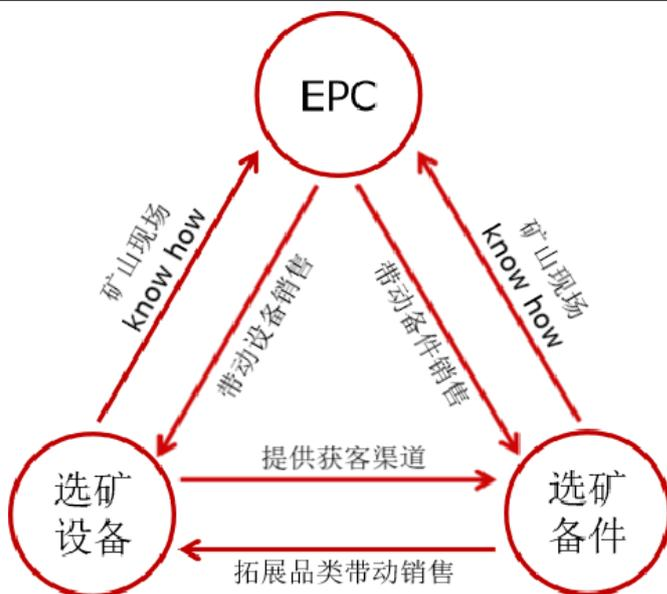 EPC
矿山现场
know how
带动设备销售
带动备件销售
矿山现场
know how
提供获客渠道
选矿
设备
选矿
备件
拓展品类带动销售